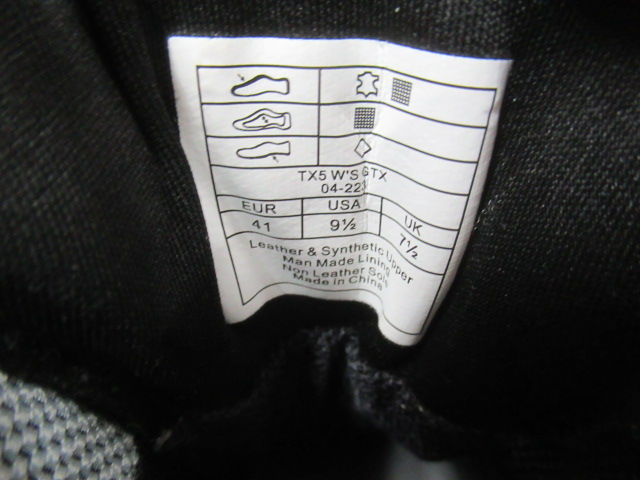 TX5 W'S GTX
04-223
EUR USA UK
41 9½ 7½
Leather & Synthetic Upper
Man Made Lining
Non Leather Sole
Made in China